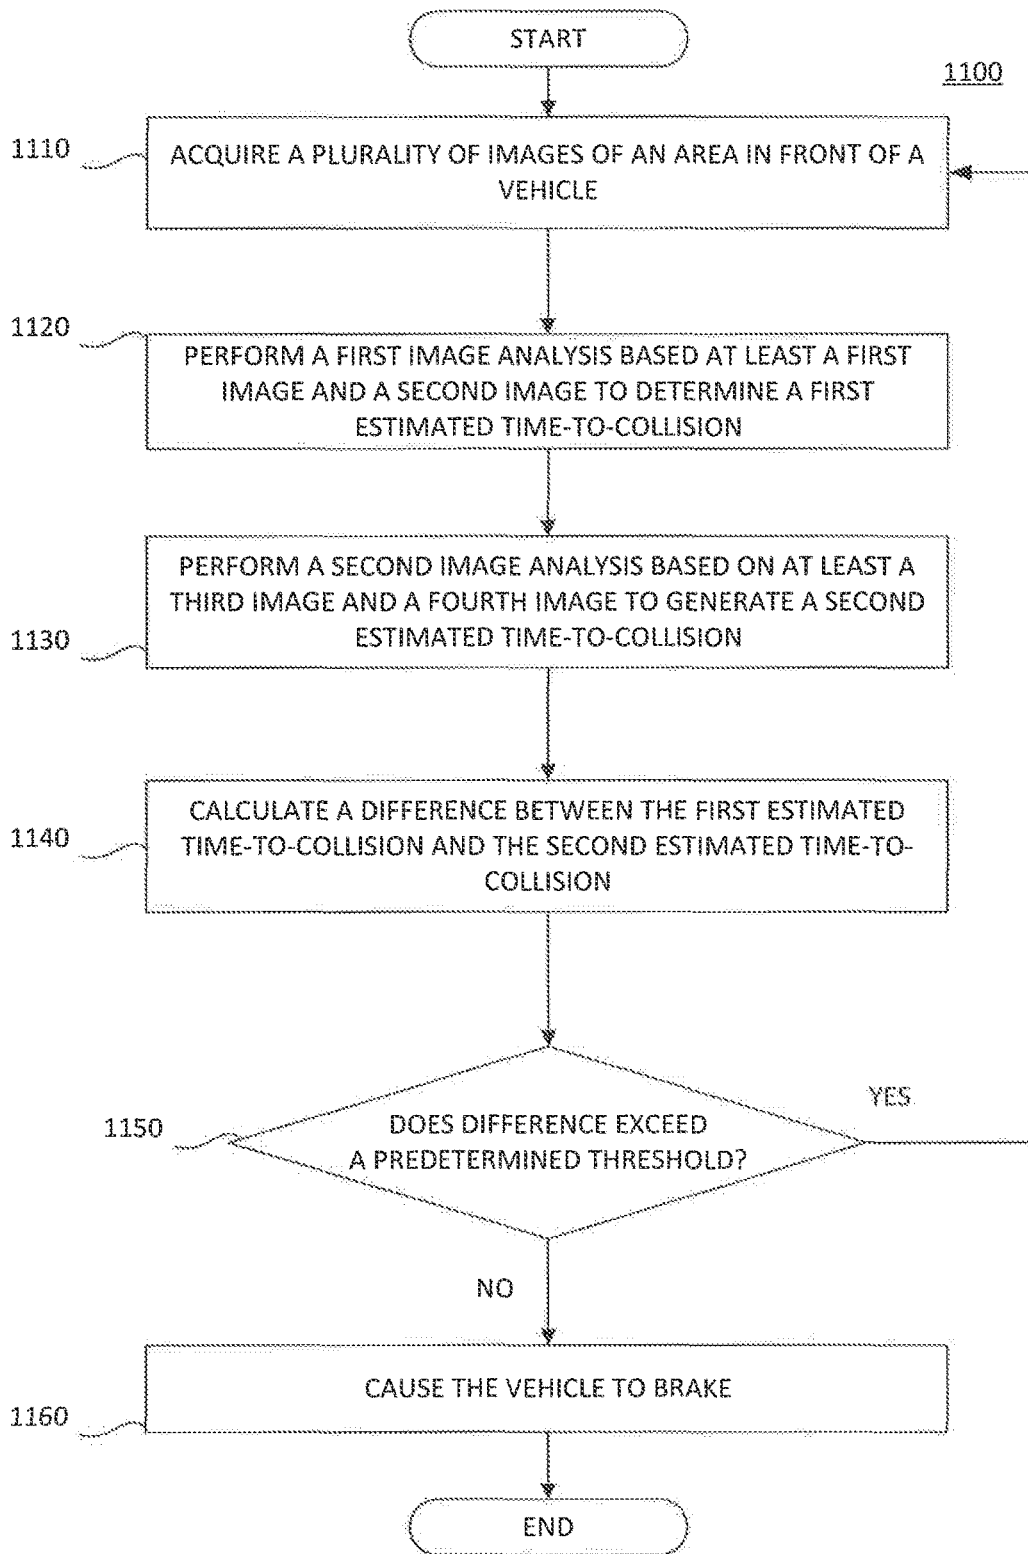 START
1100
1110
ACQUIRE A PLURALITY OF IMAGES OF AN AREA IN FRONT OF A
VEHICLE
1120
PERFORM A FIRST IMAGE ANALYSIS BASED AT LEAST A FIRST
IMAGE AND A SECOND IMAGE TO DETERMINE A FIRST
ESTIMATED TIME-TO-COLLISION
PERFORM A SECOND IMAGE ANALYSIS BASED ON AT LEAST A
THIRD IMAGE AND A FOURTH IMAGE TO GENERATE A SECOND
ESTIMATED TIME-TO-COLLISION
1130
CALCULATE A DIFFERENCE BETWEEN THE FIRST ESTIMATED
TIME-TO-COLLISION AND THE SECOND ESTIMATED TIME-TO-
COLLISION
1140
YES
1150
DOES DIFFERENCE EXCEED
A PREDETERMINED THRESHOLD?
NO
CAUSE THE VEHICLE TO BRAKE
1160
END